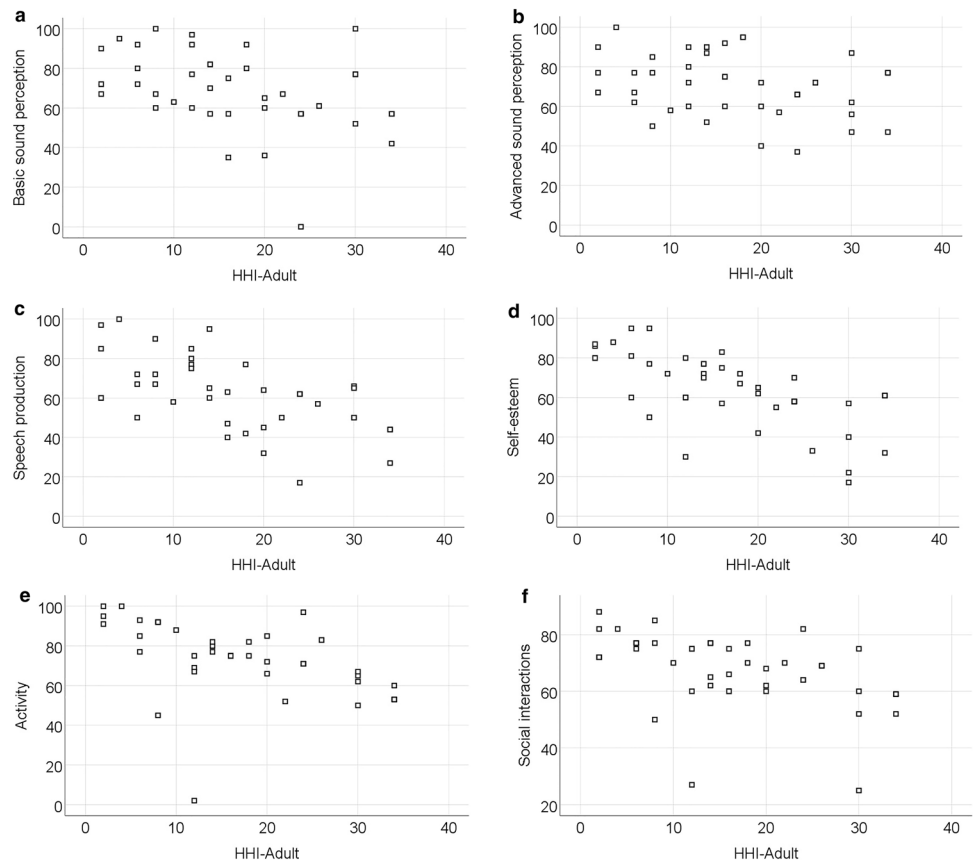 a
100
80
60
40
20
0
Basic sound perception
0 10 20 30 40
HHI-Adult
b
100
80
60
40
20
0
Advanced sound perception
0 10 20 30 40
HHI-Adult
c
100
80
60
40
20
0
Speech production
0 10 20 30 40
HHI-Adult
d
100
80
60
40
20
0
Self-esteem
0 10 20 30 40
HHI-Adult
e
100
80
60
40
20
0
Activity
0 10 20 30 40
HHI-Adult
f
80
60
40
20
Social interactions
0 10 20 30 40
HHI-Adult